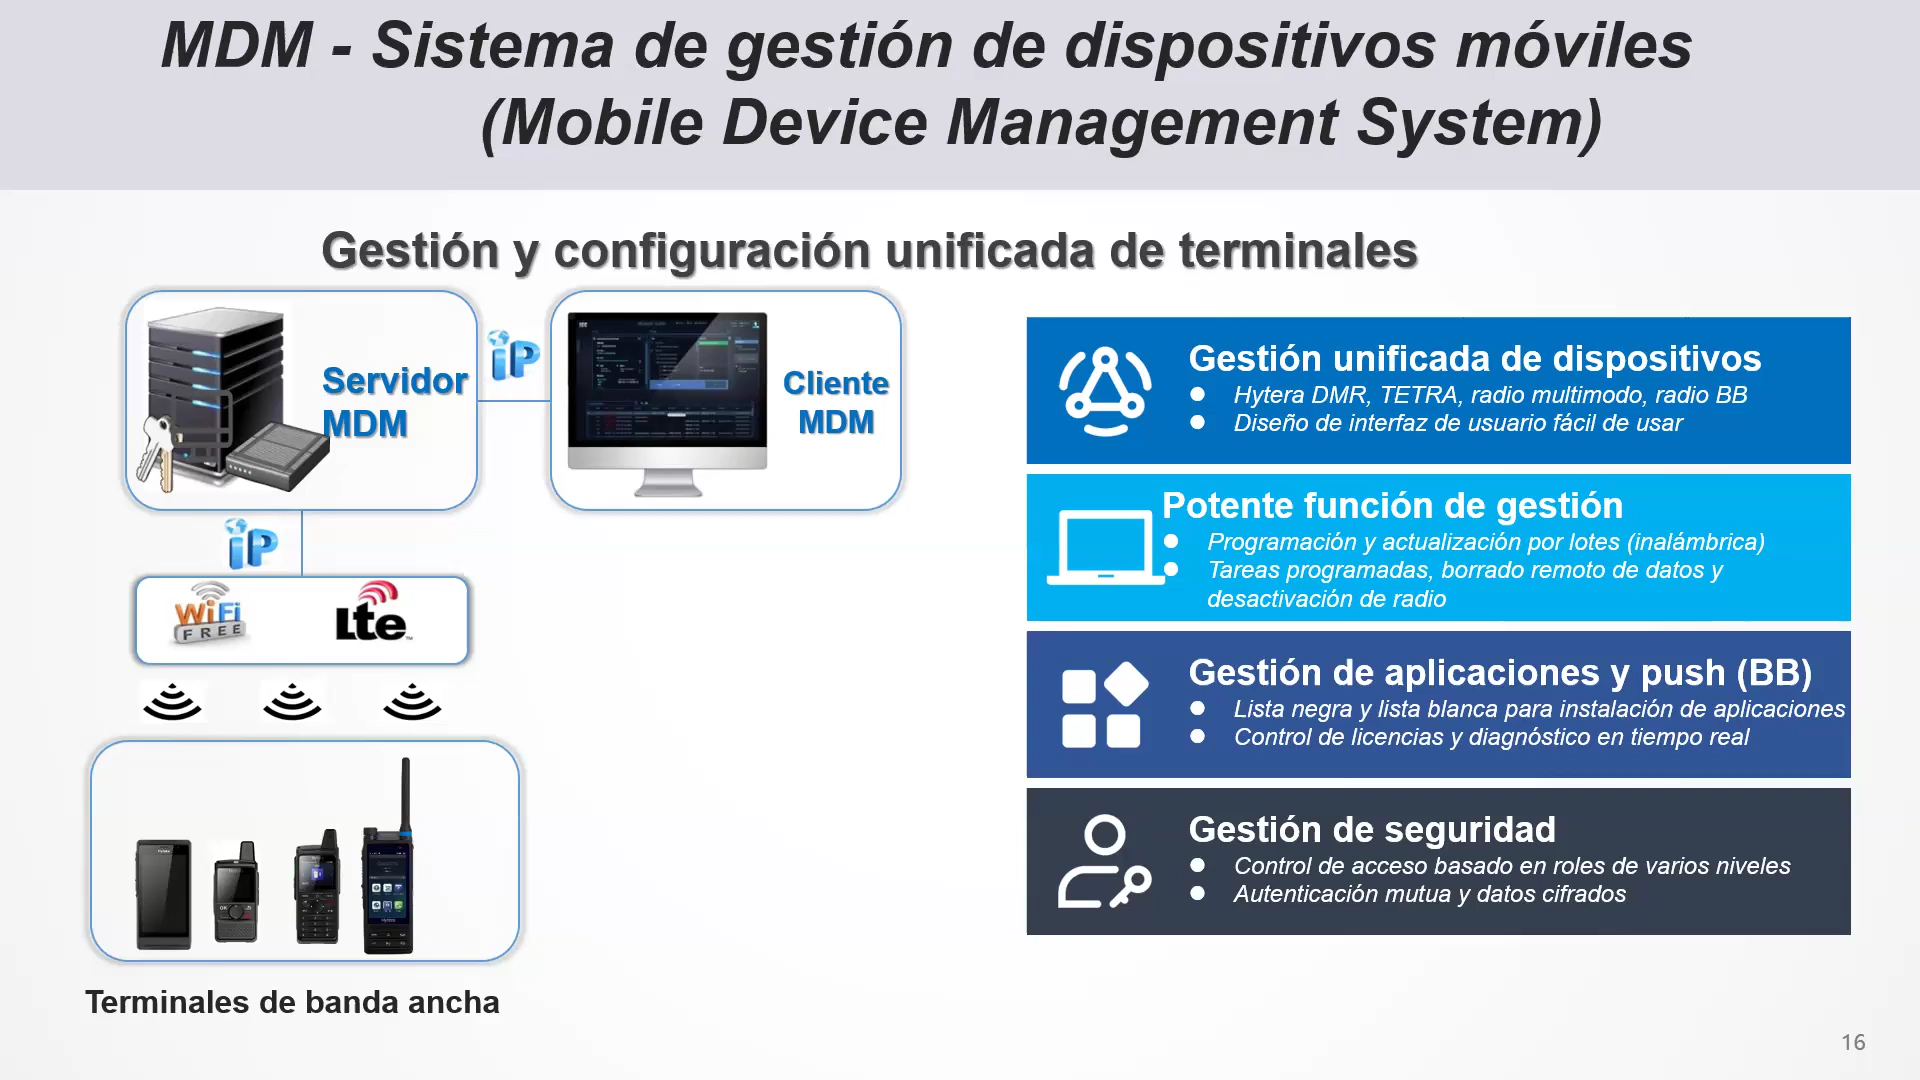 MDM - Sistema de gestión de dispositivos móviles
(Mobile Device Management System)
Gestión y configuración unificada de terminales
Servidor
MDM
iP
Cliente
MDM
iP
WiFi
FREE
Lte
Terminales de banda ancha
Gestión unificada de dispositivos
● Hytera DMR, TETRA, radio multimodo, radio BB
● Diseño de interfaz de usuario fácil de usar
Potente función de gestión
● Programación y actualización por lotes (inalámbrica)
● Tareas programadas, borrado remoto de datos y
desactivación de radio
Gestión de aplicaciones y push (BB)
● Lista negra y lista blanca para instalación de aplicaciones
● Control de licencias y diagnóstico en tiempo real
Gestión de seguridad
● Control de acceso basado en roles de varios niveles
● Autenticación mutua y datos cifrados
16